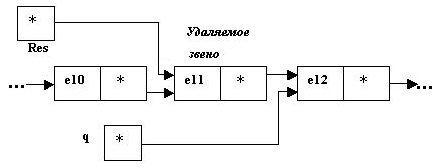 *
Res
Удаляемое
звено
... e10 * e11 * e12 * ...
q *